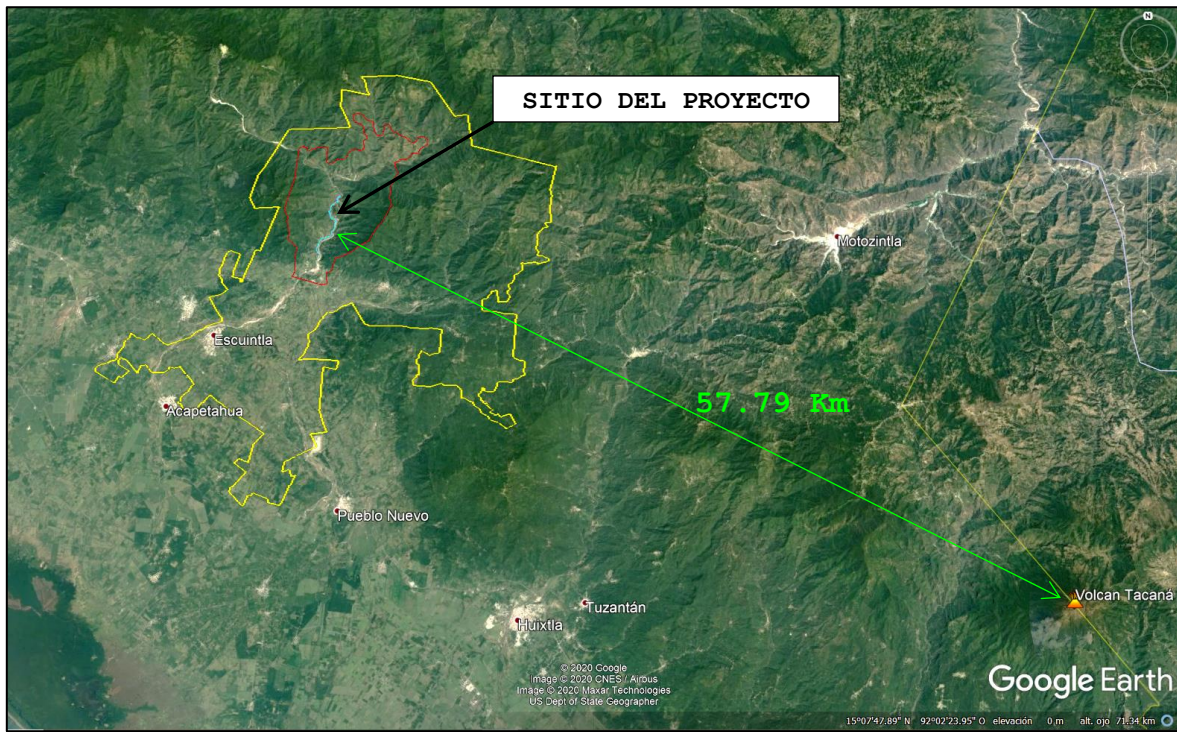 N
SITIO DEL PROYECTO
Motozintla
Escuintla
57.79 Km
Acapetahua
Pueblo Nuevo
Volcan Tacaná
Tuzantán
Huixtla
© 2020 Google
Image © 2020 CNES / Airbus
Image © 2020 Maxar Technologies
US Dept of State Geographer
Google Earth
15°07'47.89" N 92°02'23.95" O elevación 0 m alt. ojo 71.34 km